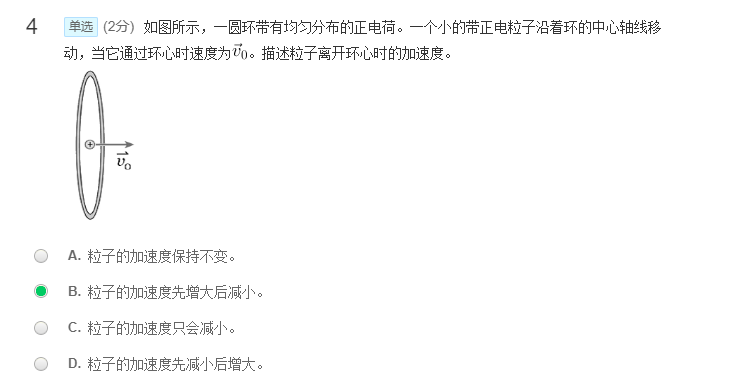 4 单选 (2分) 如图所示，一圆环带有均匀分布的正电荷。一个小的带正电粒子沿着环的中心轴线移
动，当它通过环心时速度为v⃗0。描述粒子离开环心时的加速度。
v⃗0
A. 粒子的加速度保持不变。
B. 粒子的加速度先增大后减小。
C. 粒子的加速度只会减小。
D. 粒子的加速度先减小后增大。